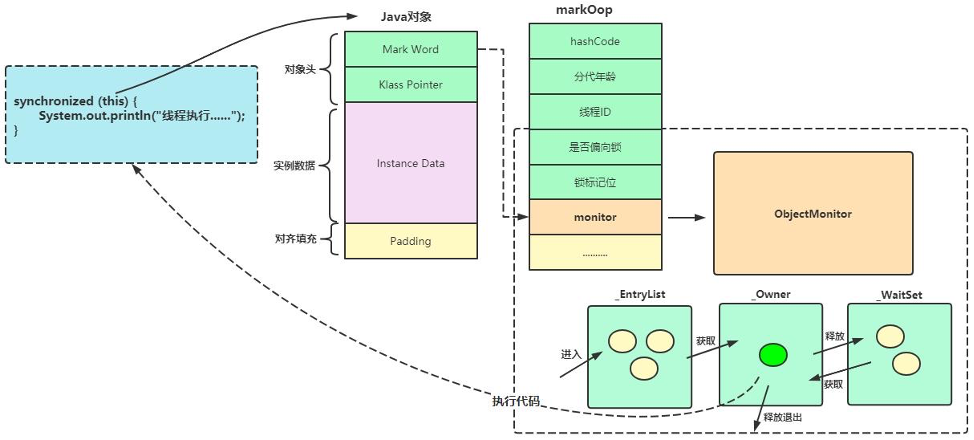 markOop
Java对象
hashCode
Mark Word
对象头
分代年龄
Klass Pointer
synchronized (this) {
System.out.println("线程执行......");
}
线程ID
是否偏向锁
实例数据
Instance Data
锁标记位
monitor
ObjectMonitor
对齐填充
Padding
..........
_EntryList
_Owner
_WaitSet
进入
获取
释放
获取
执行代码
释放退出